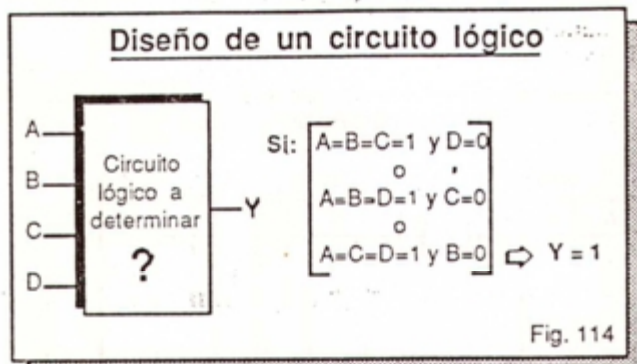 Diseño de un circuito lógico
A
B
C
D
Circuito
lógico a
determinar
?
Y
Si:
A=B=C=1 y D=0
o
A=B=D=1 y C=0
o
A=C=D=1 y B=0
⇨ Y = 1
Fig. 114